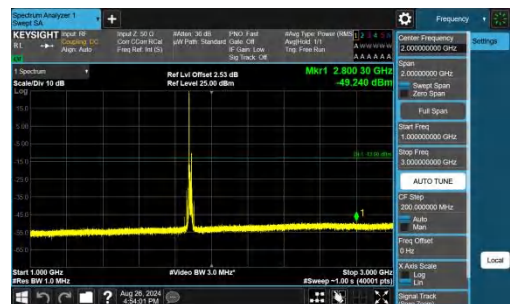 Spectrum Analyzer 1
Swept SA
Frequency
KEYSIGHT
Input: RF
Coupling: DC
Align: Auto
Input Z: 50 Ω
Corr CCorr RCal
Freq Ref: Int (S)
#Atten: 30 dB
µW Path: Standard
PNO: Fast
Gate: Off
IF Gain: Low
Sig Track: Off
#Avg Type: Power (RMS)
Avg|Hold: 1/1
Trig: Free Run
1 2 3 4 5 6
A W W W W W
A A A A A A
1 Spectrum
Scale/Div 10 dB
Log
Ref Lvl Offset 2.53 dB
Ref Level 25.00 dBm
Mkr1 2.800 30 GHz
-49.240 dBm
15.0
5.00
-5.00
-15.0
-25.0
-35.0
-45.0
-55.0
-65.0
1
Start 1.000 GHz
#Res BW 1.0 MHz
#Video BW 3.0 MHz*
Stop 3.000 GHz
#Sweep ~1.00 s (40001 pts)
Center Frequency
2.000000000 GHz
Settings
Span
2.00000000 GHz
Swept Span
Zero Span
Full Span
Start Freq
1.000000000 GHz
Stop Freq
3.000000000 GHz
AUTO TUNE
CF Step
200.000000 MHz
Auto
Man
Freq Offset
0 Hz
X Axis Scale
Log
Lin
Local
Signal Track
Aug 26, 2024
4:54:01 PM